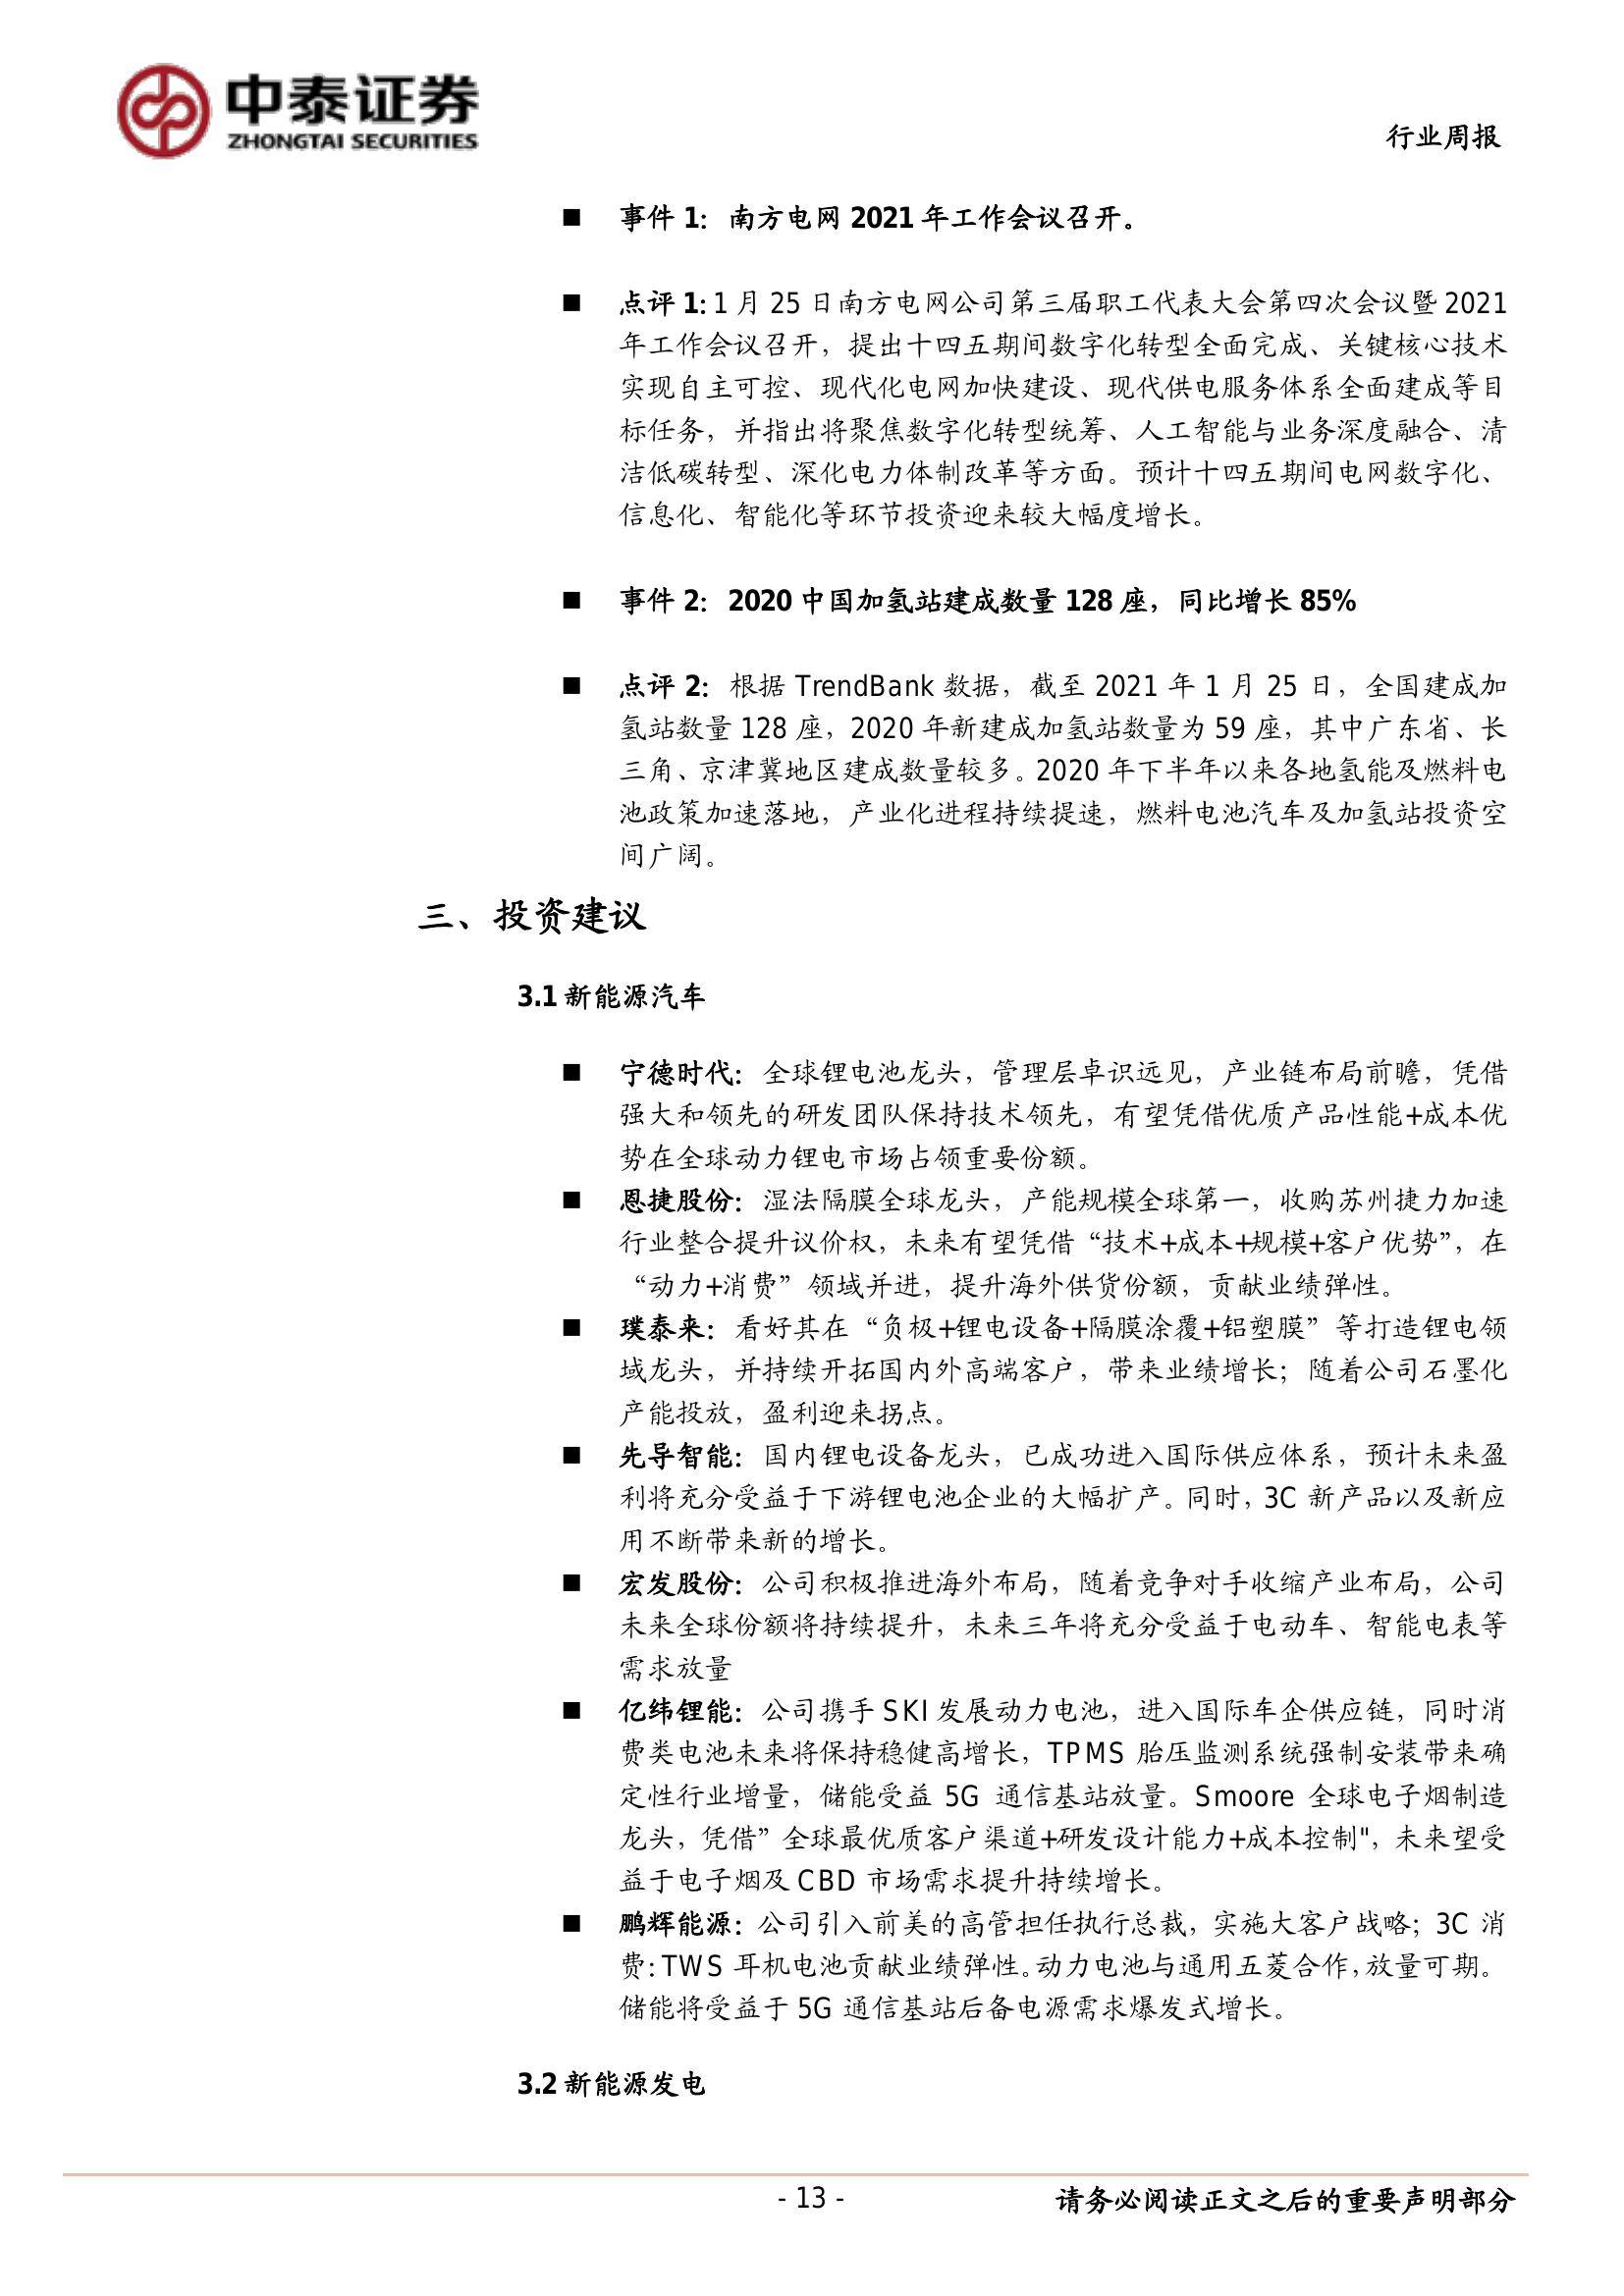 中泰证券
ZHONGTAI SECURITIES
行业周报
■ 事件 1：南方电网 2021 年工作会议召开。
■ 点评 1：1 月 25 日南方电网公司第三届职工代表大会第四次会议暨 2021
年工作会议召开，提出十四五期间数字化转型全面完成、关键核心技术
实现自主可控、现代化电网加快建设、现代供电服务体系全面建成等目
标任务，并指出将聚焦数字化转型统筹、人工智能与业务深度融合、清
洁低碳转型、深化电力体制改革等方面。预计十四五期间电网数字化、
信息化、智能化等环节投资迎来较大幅度增长。
■ 事件 2：2020 中国加氢站建成数量 128 座，同比增长 85%
■ 点评 2：根据 TrendBank 数据，截至 2021 年 1 月 25 日，全国建成加
氢站数量 128 座，2020 年新建成加氢站数量为 59 座，其中广东省、长
三角、京津冀地区建成数量较多。2020 年下半年以来各地氢能及燃料电
池政策加速落地，产业化进程持续提速，燃料电池汽车及加氢站投资空
间广阔。
三、投资建议
3.1 新能源汽车
■ 宁德时代：全球锂电池龙头，管理层卓识远见，产业链布局前瞻，凭借
强大和领先的研发团队保持技术领先，有望凭借优质产品性能+成本优
势在全球动力锂电市场占领重要份额。
■ 恩捷股份：湿法隔膜全球龙头，产能规模全球第一，收购苏州捷力加速
行业整合提升议价权，未来有望凭借“技术+成本+规模+客户优势”，在
“动力+消费”领域并进，提升海外供货份额，贡献业绩弹性。
■ 璞泰来：看好其在“负极+锂电设备+隔膜涂覆+铝塑膜”等打造锂电领
域龙头，并持续开拓国内外高端客户，带来业绩增长；随着公司石墨化
产能投放，盈利迎来拐点。
■ 先导智能：国内锂电设备龙头，已成功进入国际供应体系，预计未来盈
利将充分受益于下游锂电池企业的大幅扩产。同时，3C 新产品以及新应
用不断带来新的增长。
■ 宏发股份：公司积极推进海外布局，随着竞争对手收缩产业布局，公司
未来全球份额将持续提升，未来三年将充分受益于电动车、智能电表等
需求放量
■ 亿纬锂能：公司携手 SKI 发展动力电池，进入国际车企供应链，同时消
费类电池未来将保持稳健高增长，TPMS 胎压监测系统强制安装带来确
定性行业增量，储能受益 5G 通信基站放量。Smoore 全球电子烟制造
龙头，凭借”全球最优质客户渠道+研发设计能力+成本控制"，未来望受
益于电子烟及 CBD 市场需求提升持续增长。
■ 鹏辉能源：公司引入前美的高管担任执行总裁，实施大客户战略；3C 消
费：TWS 耳机电池贡献业绩弹性。动力电池与通用五菱合作，放量可期。
储能将受益于 5G 通信基站后备电源需求爆发式增长。
3.2 新能源发电
- 13 -
请务必阅读正文之后的重要声明部分